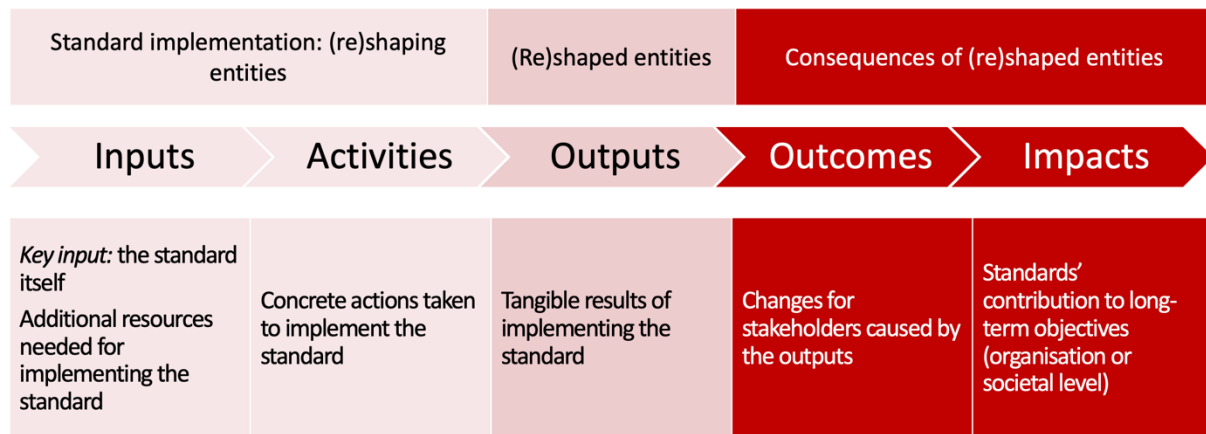 Standard implementation: (re)shaping
entities
(Re)shaped entities
Consequences of (re)shaped entities
Inputs
Activities
Outputs
Outcomes
Impacts
Key input: the standard
itself
Additional resources
needed for
implementing the
standard
Concrete actions taken
to implement the
standard
Tangible results of
implementing the
standard
Changes for
stakeholders caused by
the outputs
Standards’
contribution to long-
term objectives
(organisation or
societal level)